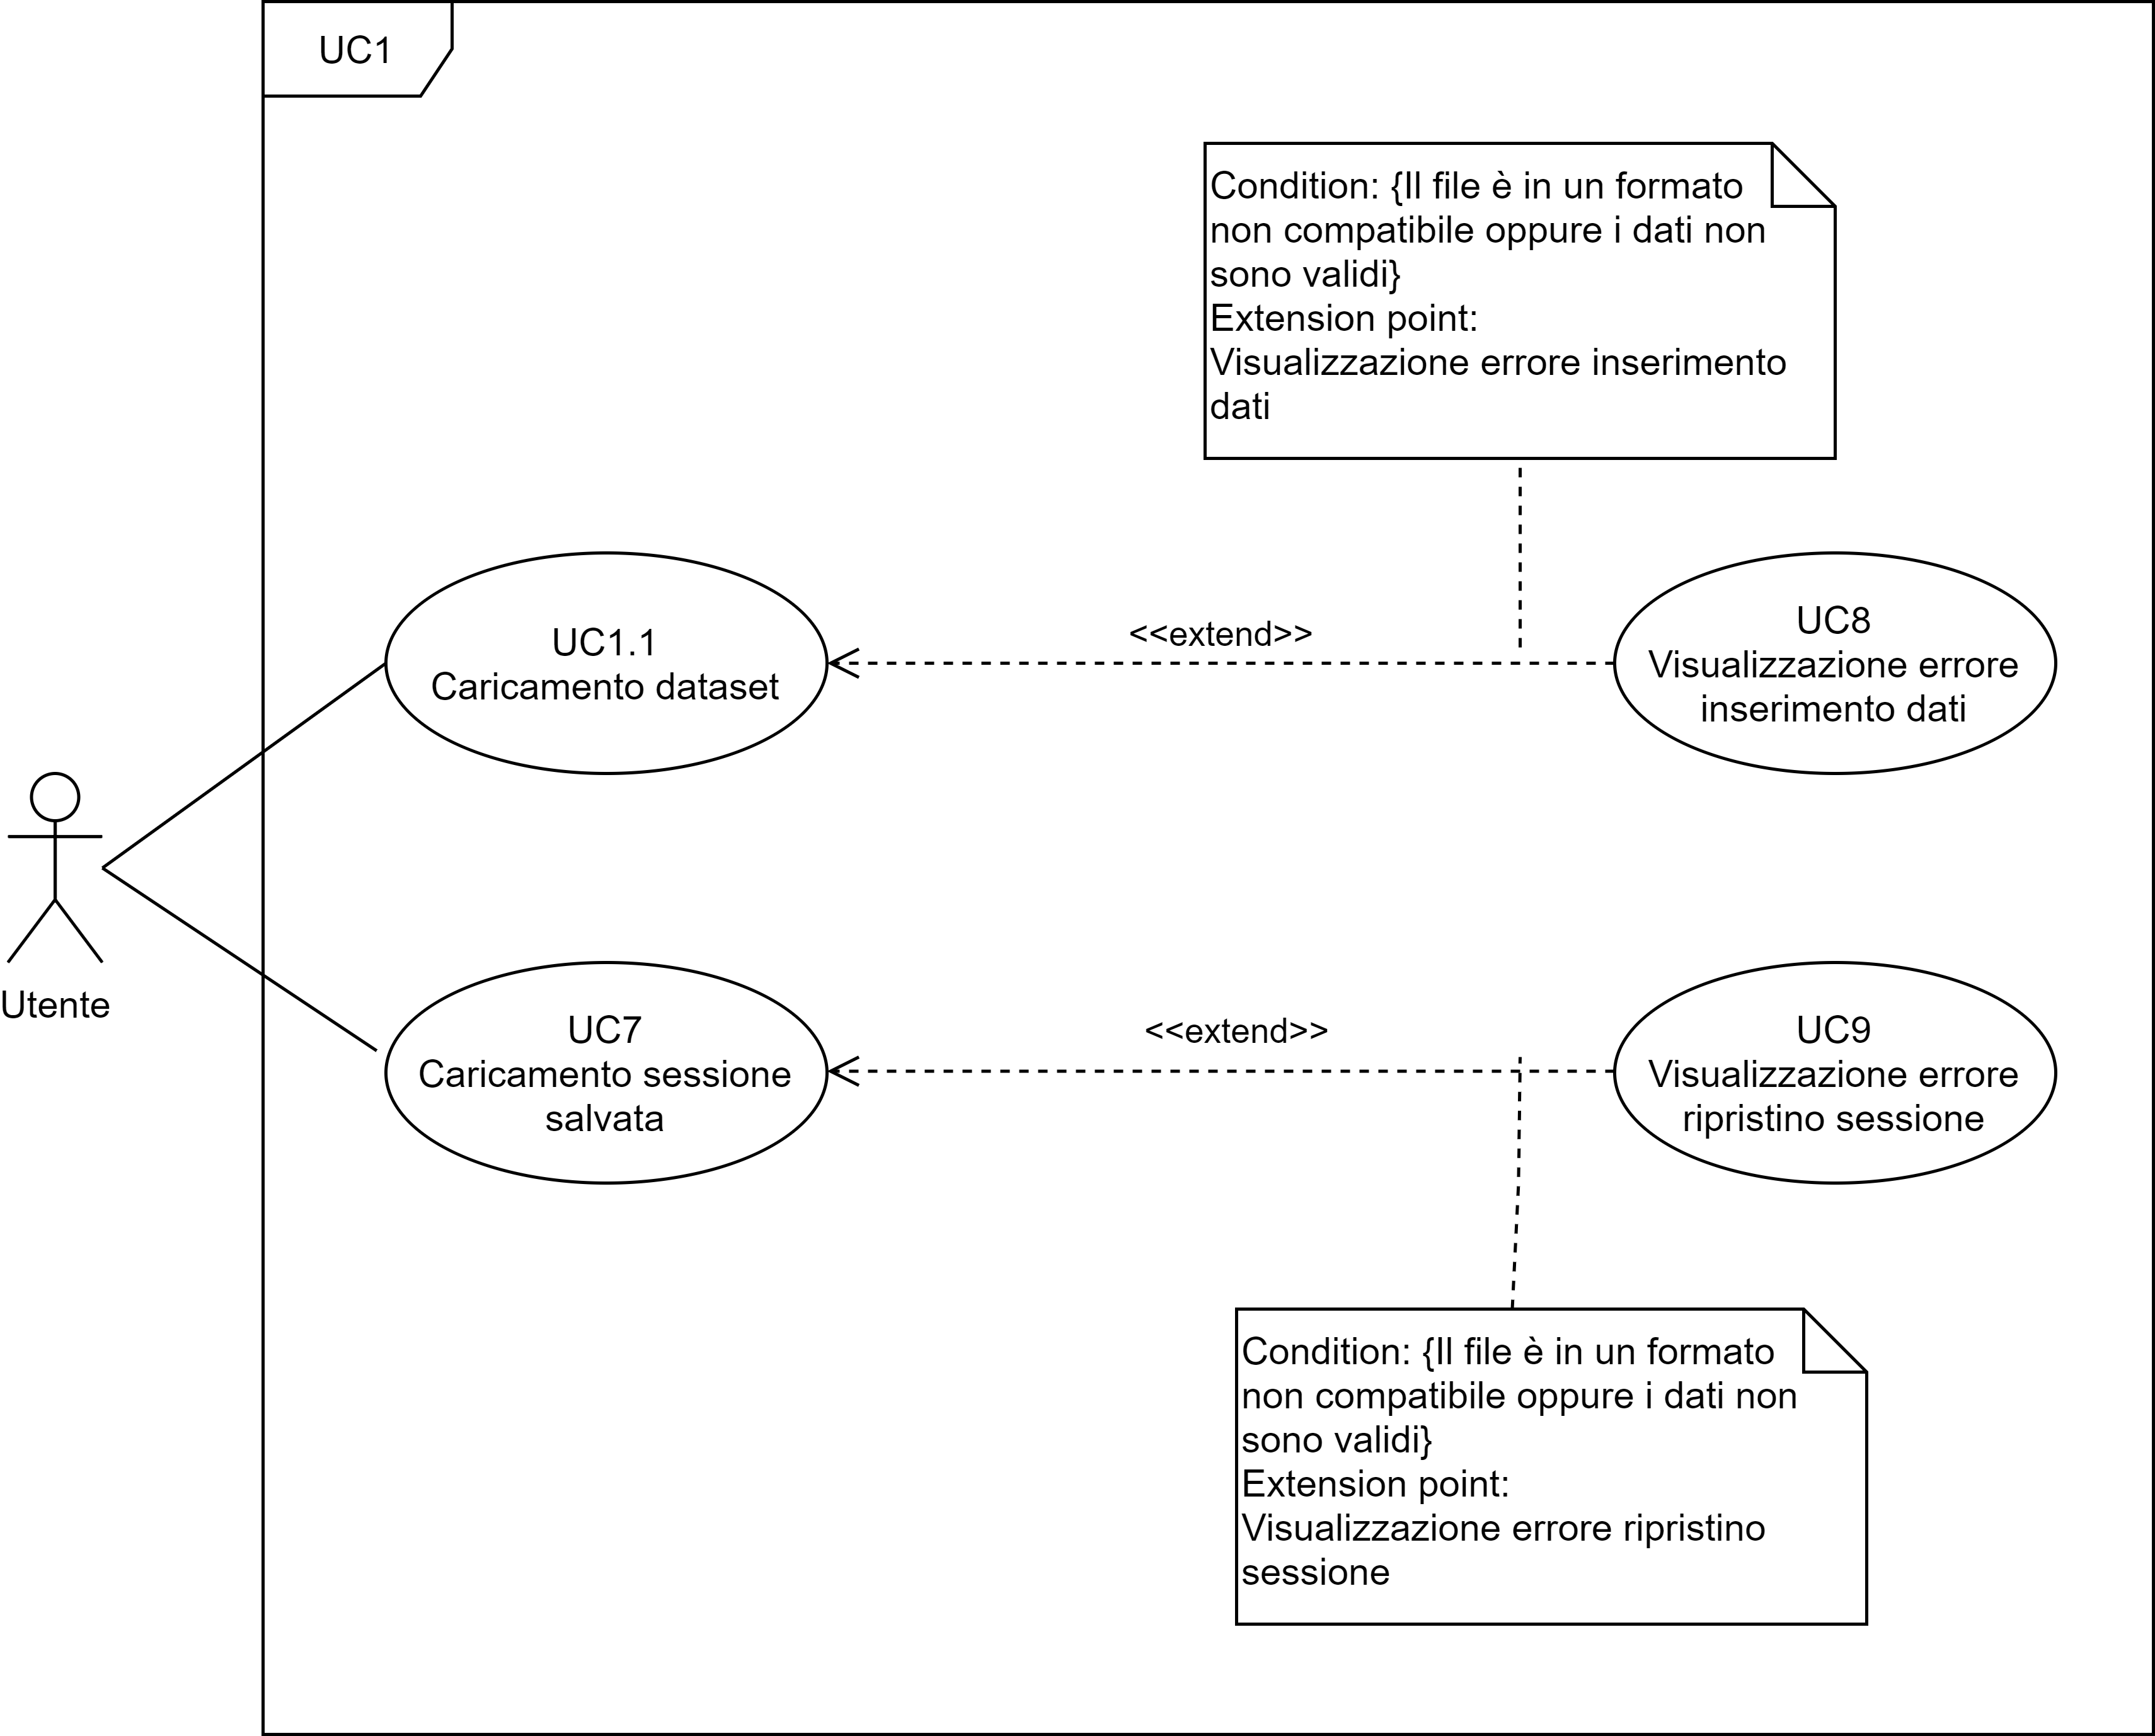 UC1
Condition: {Il file è in un formato
non compatibile oppure i dati non
sono validi}
Extension point:
Visualizzazione errore inserimento
dati
UC1.1
Caricamento dataset
<<extend>>
UC8
Visualizzazione errore
inserimento dati
Utente
UC7
Caricamento sessione
salvata
<<extend>>
UC9
Visualizzazione errore
ripristino sessione
Condition: {Il file è in un formato
non compatibile oppure i dati non
sono validi}
Extension point:
Visualizzazione errore ripristino
sessione